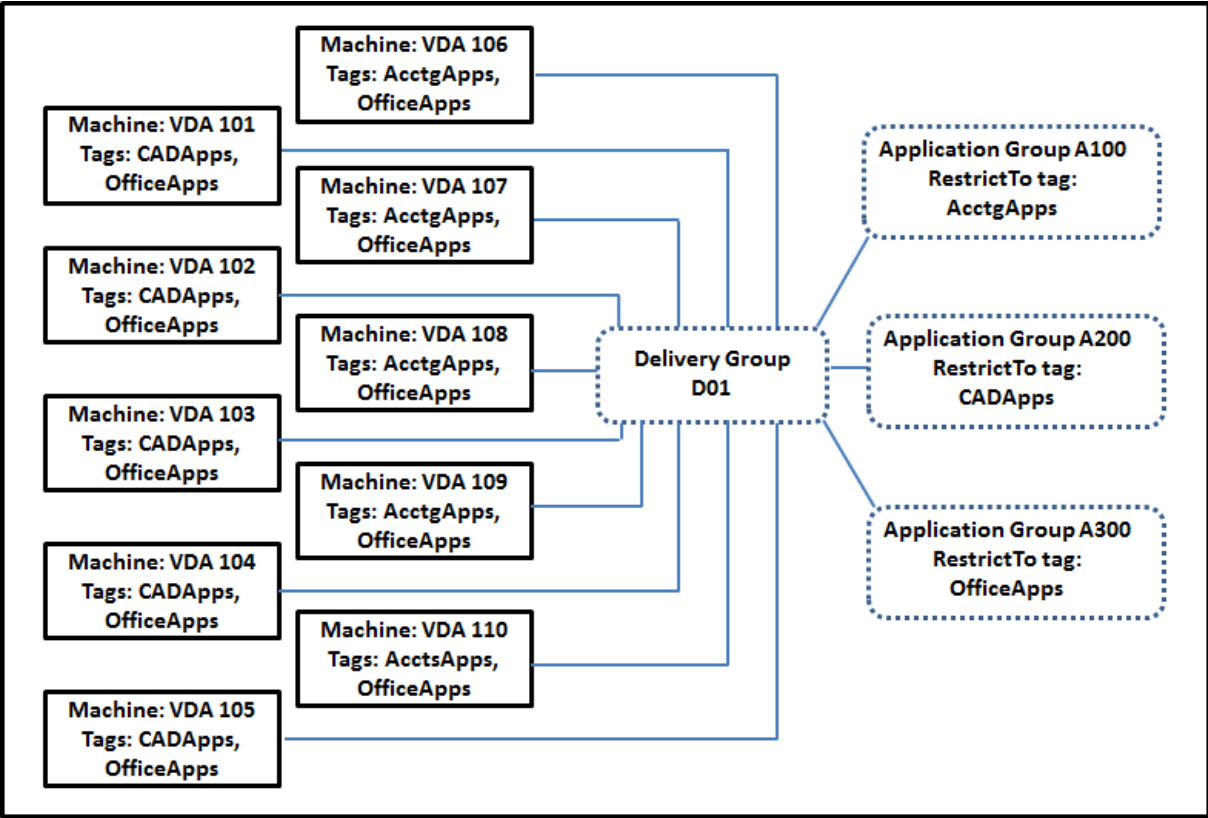 Machine: VDA 106
Tags: AcctgApps,
OfficeApps
Machine: VDA 101
Tags: CADApps,
OfficeApps
Machine: VDA 107
Tags: AcctgApps,
OfficeApps
Machine: VDA 102
Tags: CADApps,
OfficeApps
Machine: VDA 108
Tags: AcctgApps,
OfficeApps
Machine: VDA 103
Tags: CADApps,
OfficeApps
Machine: VDA 109
Tags: AcctgApps,
OfficeApps
Machine: VDA 104
Tags: CADApps,
OfficeApps
Machine: VDA 110
Tags: AcctsApps,
OfficeApps
Machine: VDA 105
Tags: CADApps,
OfficeApps
Delivery Group
D01
Application Group A100
RestrictTo tag:
AcctgApps
Application Group A200
RestrictTo tag:
CADApps
Application Group A300
RestrictTo tag:
OfficeApps